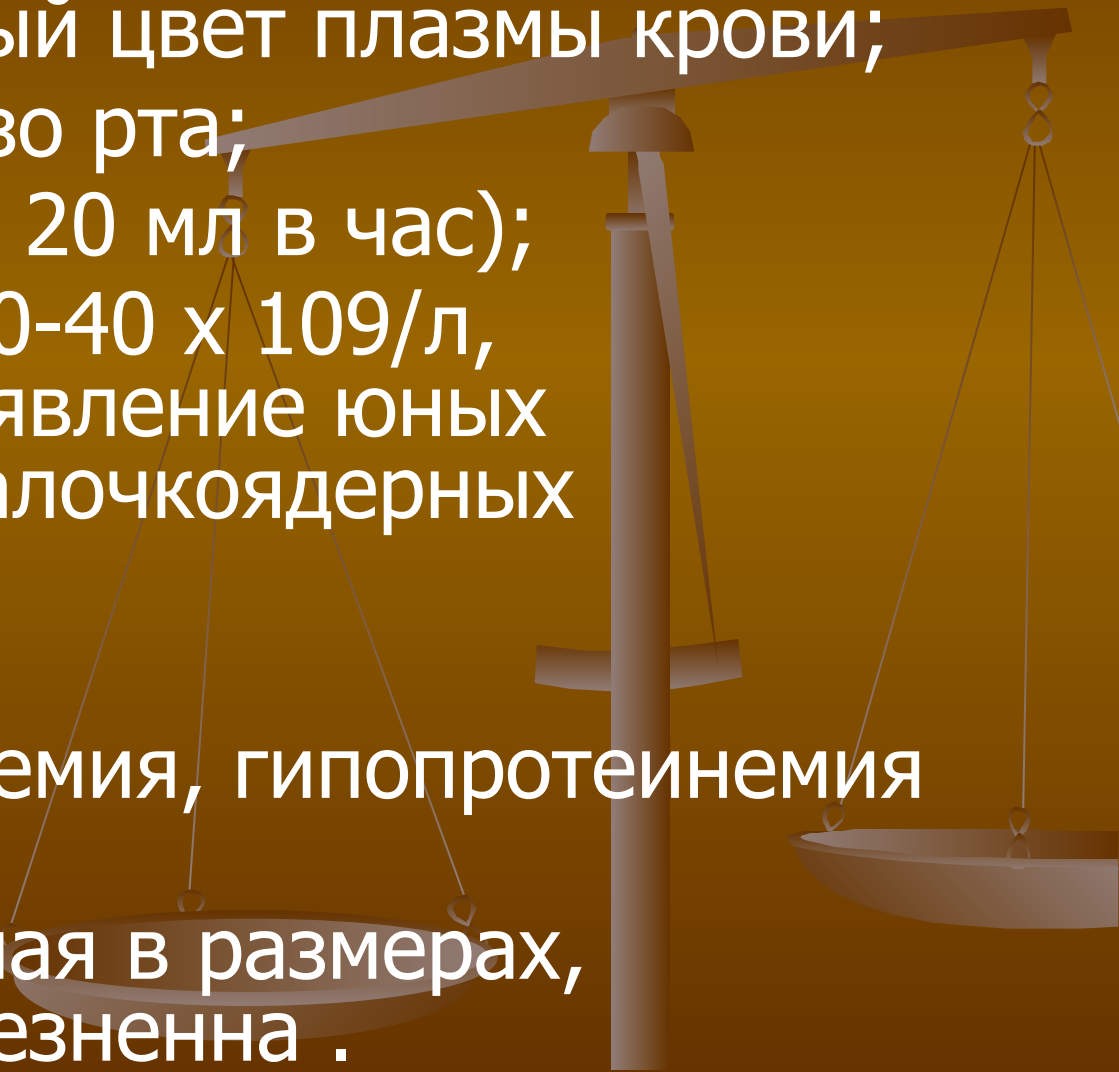 ый цвет плазмы крови;
во рта;
20 мл в час);
0-40 х 109/л,
явление юных
алочкоядерных
емия, гипопротеинемия
ная в размерах,
езненна .